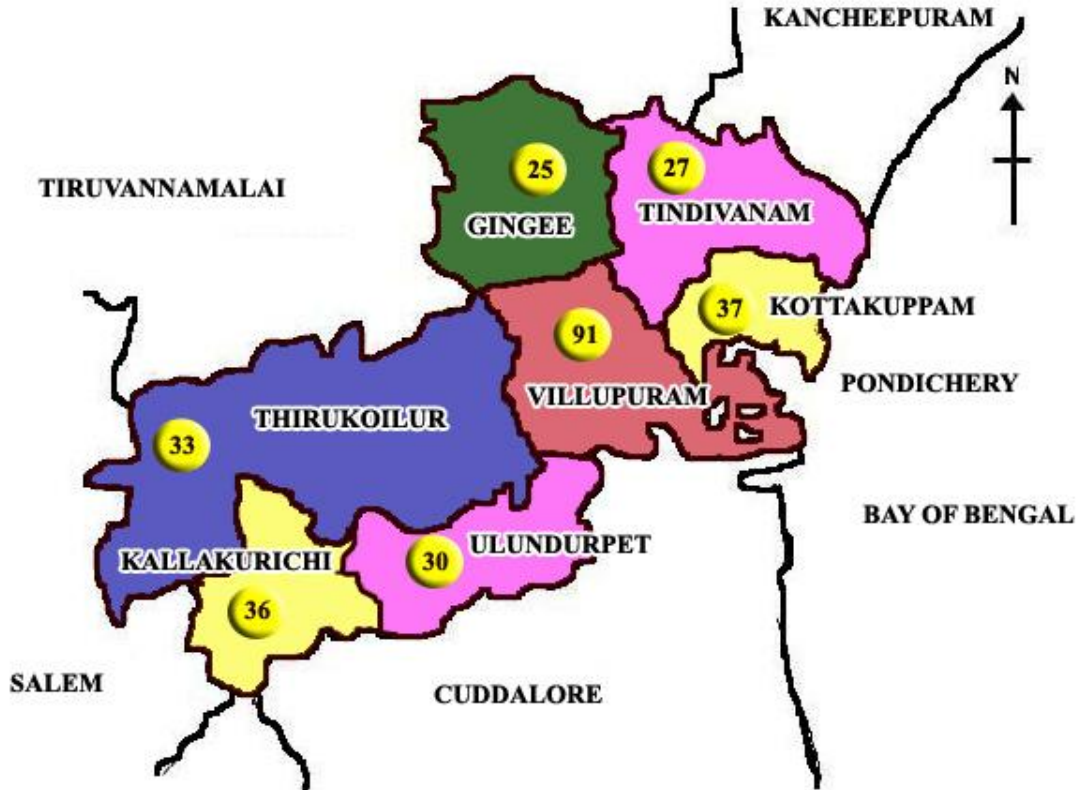 KANCHEEPURAM
N
TIRUVANNAMALAI
25
27
GINGEE
TINDIVANAM
37
KOTTAKUPPAM
91
VILLUPURAM
PONDICHERY
THIRUKOILUR
33
BAY OF BENGAL
ULUNDURPET
KALLAKURICHI
30
36
SALEM
CUDDALORE